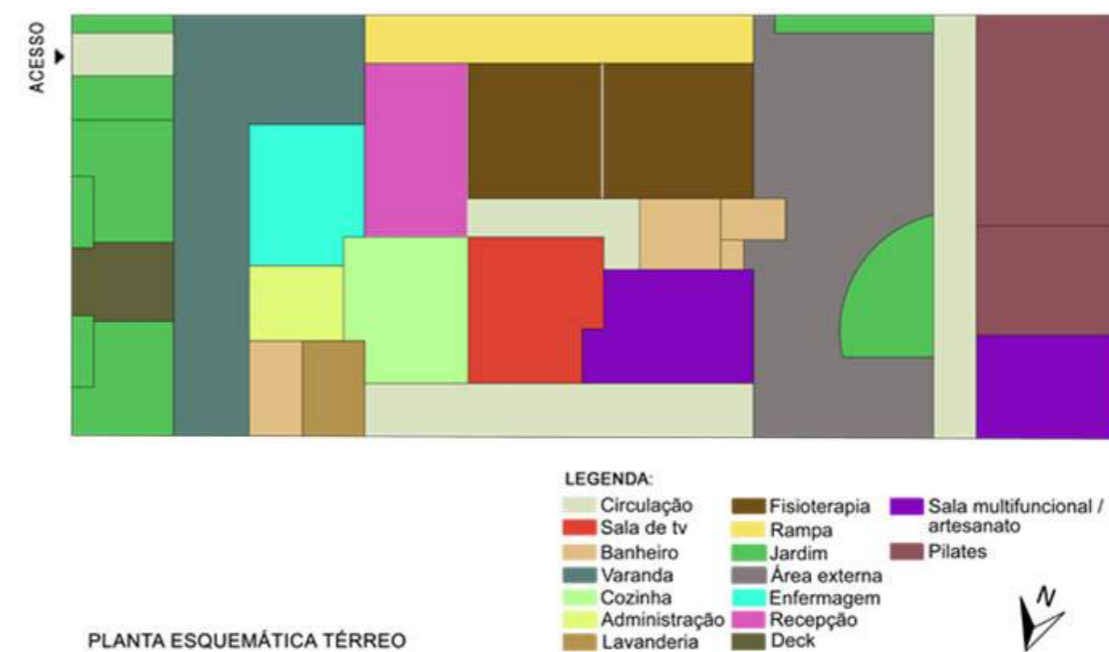 ACESSO
LEGENDA:
Circulação
Sala de tv
Banheiro
Varanda
Cozinha
Administração
Lavanderia
Fisioterapia
Rampa
Jardim
Área externa
Enfermagem
Recepção
Deck
Sala multifuncional /
artesanato
Pilates
N
PLANTA ESQUEMÁTICA TÉRREO